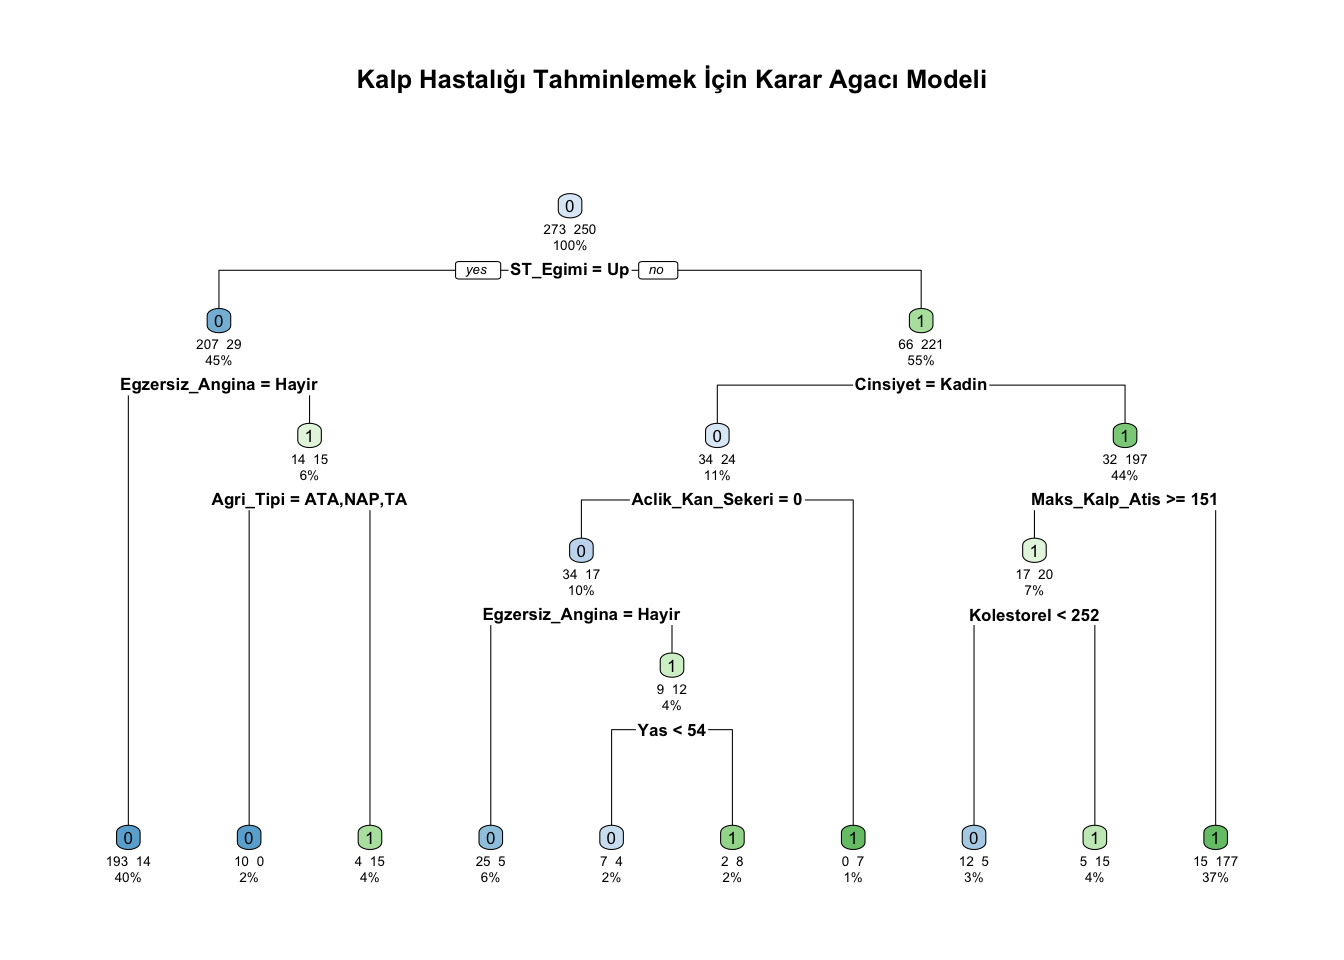 Kalp Hastalığı Tahminlemek İçin Karar Agacı Modeli
0
273 250
100%
yes ST_Egimi = Up no
0 1
207 29 66 221
45% 55%
Egzersiz_Angina = Hayir Cinsiyet = Kadin
1 0 1
14 15 34 24 32 197
6% 11% 44%
Agri_Tipi = ATA,NAP,TA Aclik_Kan_Sekeri = 0 Maks_Kalp_Atis >= 151
0 1
34 17 17 20
10% 7%
Egzersiz_Angina = Hayir Kolestorel < 252
1
9 12
4%
Yas < 54
0 0 1 0 0 1 1 0 1 1
193 14 10 0 4 15 25 5 7 4 2 8 0 7 12 5 5 15 15 177
40% 2% 4% 6% 2% 2% 1% 3% 4% 37%